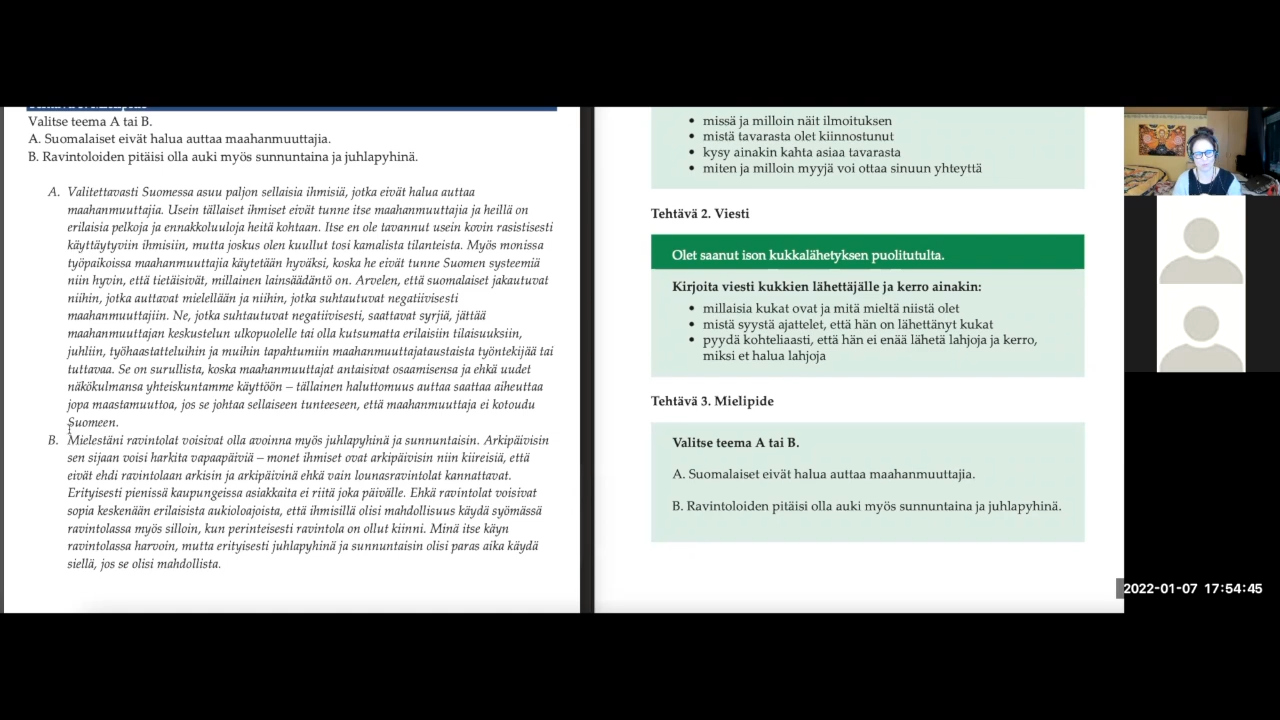 Valitse teema A tai B.
A. Suomalaiset eivät halua auttaa maahanmuuttajia.
B. Ravintoloiden pitäisi olla auki myös sunnuntaina ja juhlapyhinä.
A. Valitettavasti Suomessa asuu paljon sellaisia ihmisiä, jotka eivät halua auttaa
maahanmuuttajia. Usein tällaiset ihmiset eivät tunne itse maahanmuuttajia ja heillä on
erilaisia pelkoja ja ennakkoluuloja heitä kohtaan. Itse en ole tavannut usein kovin rasistisesti
käyttäytyviin ihmisiin, mutta joskus olen kuullut tosi kamalista tilanteista. Myös monissa
työpaikoissa maahanmuuttajia käytetään hyväksi, koska he eivät tunne Suomen systeemiä
niin hyvin, että tietäisivät, millainen lainsäädäntö on. Arvelen, että suomalaiset jakautuvat
niihin, jotka auttavat mielellään ja niihin, jotka suhtautuvat negatiivisesti
maahanmuuttajiin. Ne, jotka suhtautuvat negatiivisesti, saattavat syrjiä, jättää
maahanmuuttajan keskustelun ulkopuolelle tai olla kutsumatta erilaisiin tilaisuuksiin,
juhliin, työhaastatteluihin ja muihin tapahtumiin maahanmuuttajataustaista työntekijää tai
tuttavaa. Se on surullista, koska maahanmuuttajat antaisivat osaamisensa ja ehkä uudet
näkökulmansa yhteiskuntamme käyttöön – tällainen haluttomuus auttaa saattaa aiheuttaa
jopa maastamuuttoa, jos se johtaa sellaiseen tunteeseen, että maahanmuuttaja ei kotoudu
Suomeen.
B. Mielestäni ravintolat voisivat olla avoinna myös juhlapyhinä ja sunnuntaisin. Arkipäivisin
sen sijaan voisi harkita vapaapäiviä – monet ihmiset ovat arkipäivisin niin kiireisiä, että
eivät ehdi ravintolaan arkisin ja arkipäivinä ehkä vain lounasravintolat kannattavat.
Erityisesti pienissä kaupungeissa asiakkaita ei riitä joka päivälle. Ehkä ravintolat voisivat
sopia keskenään erilaisista aukioloajoista, että ihmisillä olisi mahdollisuus käydä syömässä
ravintolassa myös silloin, kun perinteisesti ravintola on ollut kiinni. Minä itse käyn
ravintolassa harvoin, mutta erityisesti juhlapyhinä ja sunnuntaisin olisi paras aika käydä
siellä, jos se olisi mahdollista.
• missä ja milloin näit ilmoituksen
• mistä tavarasta olet kiinnostunut
• kysy ainakin kahta asiaa tavarasta
• miten ja milloin myyjä voi ottaa sinuun yhteyttä
Tehtävä 2. Viesti
Olet saanut ison kukkalähetyksen puolitutulta.
Kirjoita viesti kukkien lähettäjälle ja kerro ainakin:
• millaisia kukat ovat ja mitä mieltä niistä olet
• mistä syystä ajattelet, että hän on lähettänyt kukat
• pyydä kohteliaasti, että hän ei enää lähetä lahjoja ja kerro,
miksi et halua lahjoja
Tehtävä 3. Mielipide
Valitse teema A tai B.
A. Suomalaiset eivät halua auttaa maahanmuuttajia.
B. Ravintoloiden pitäisi olla auki myös sunnuntaina ja juhlapyhinä.
2022-01-07 17:54:45